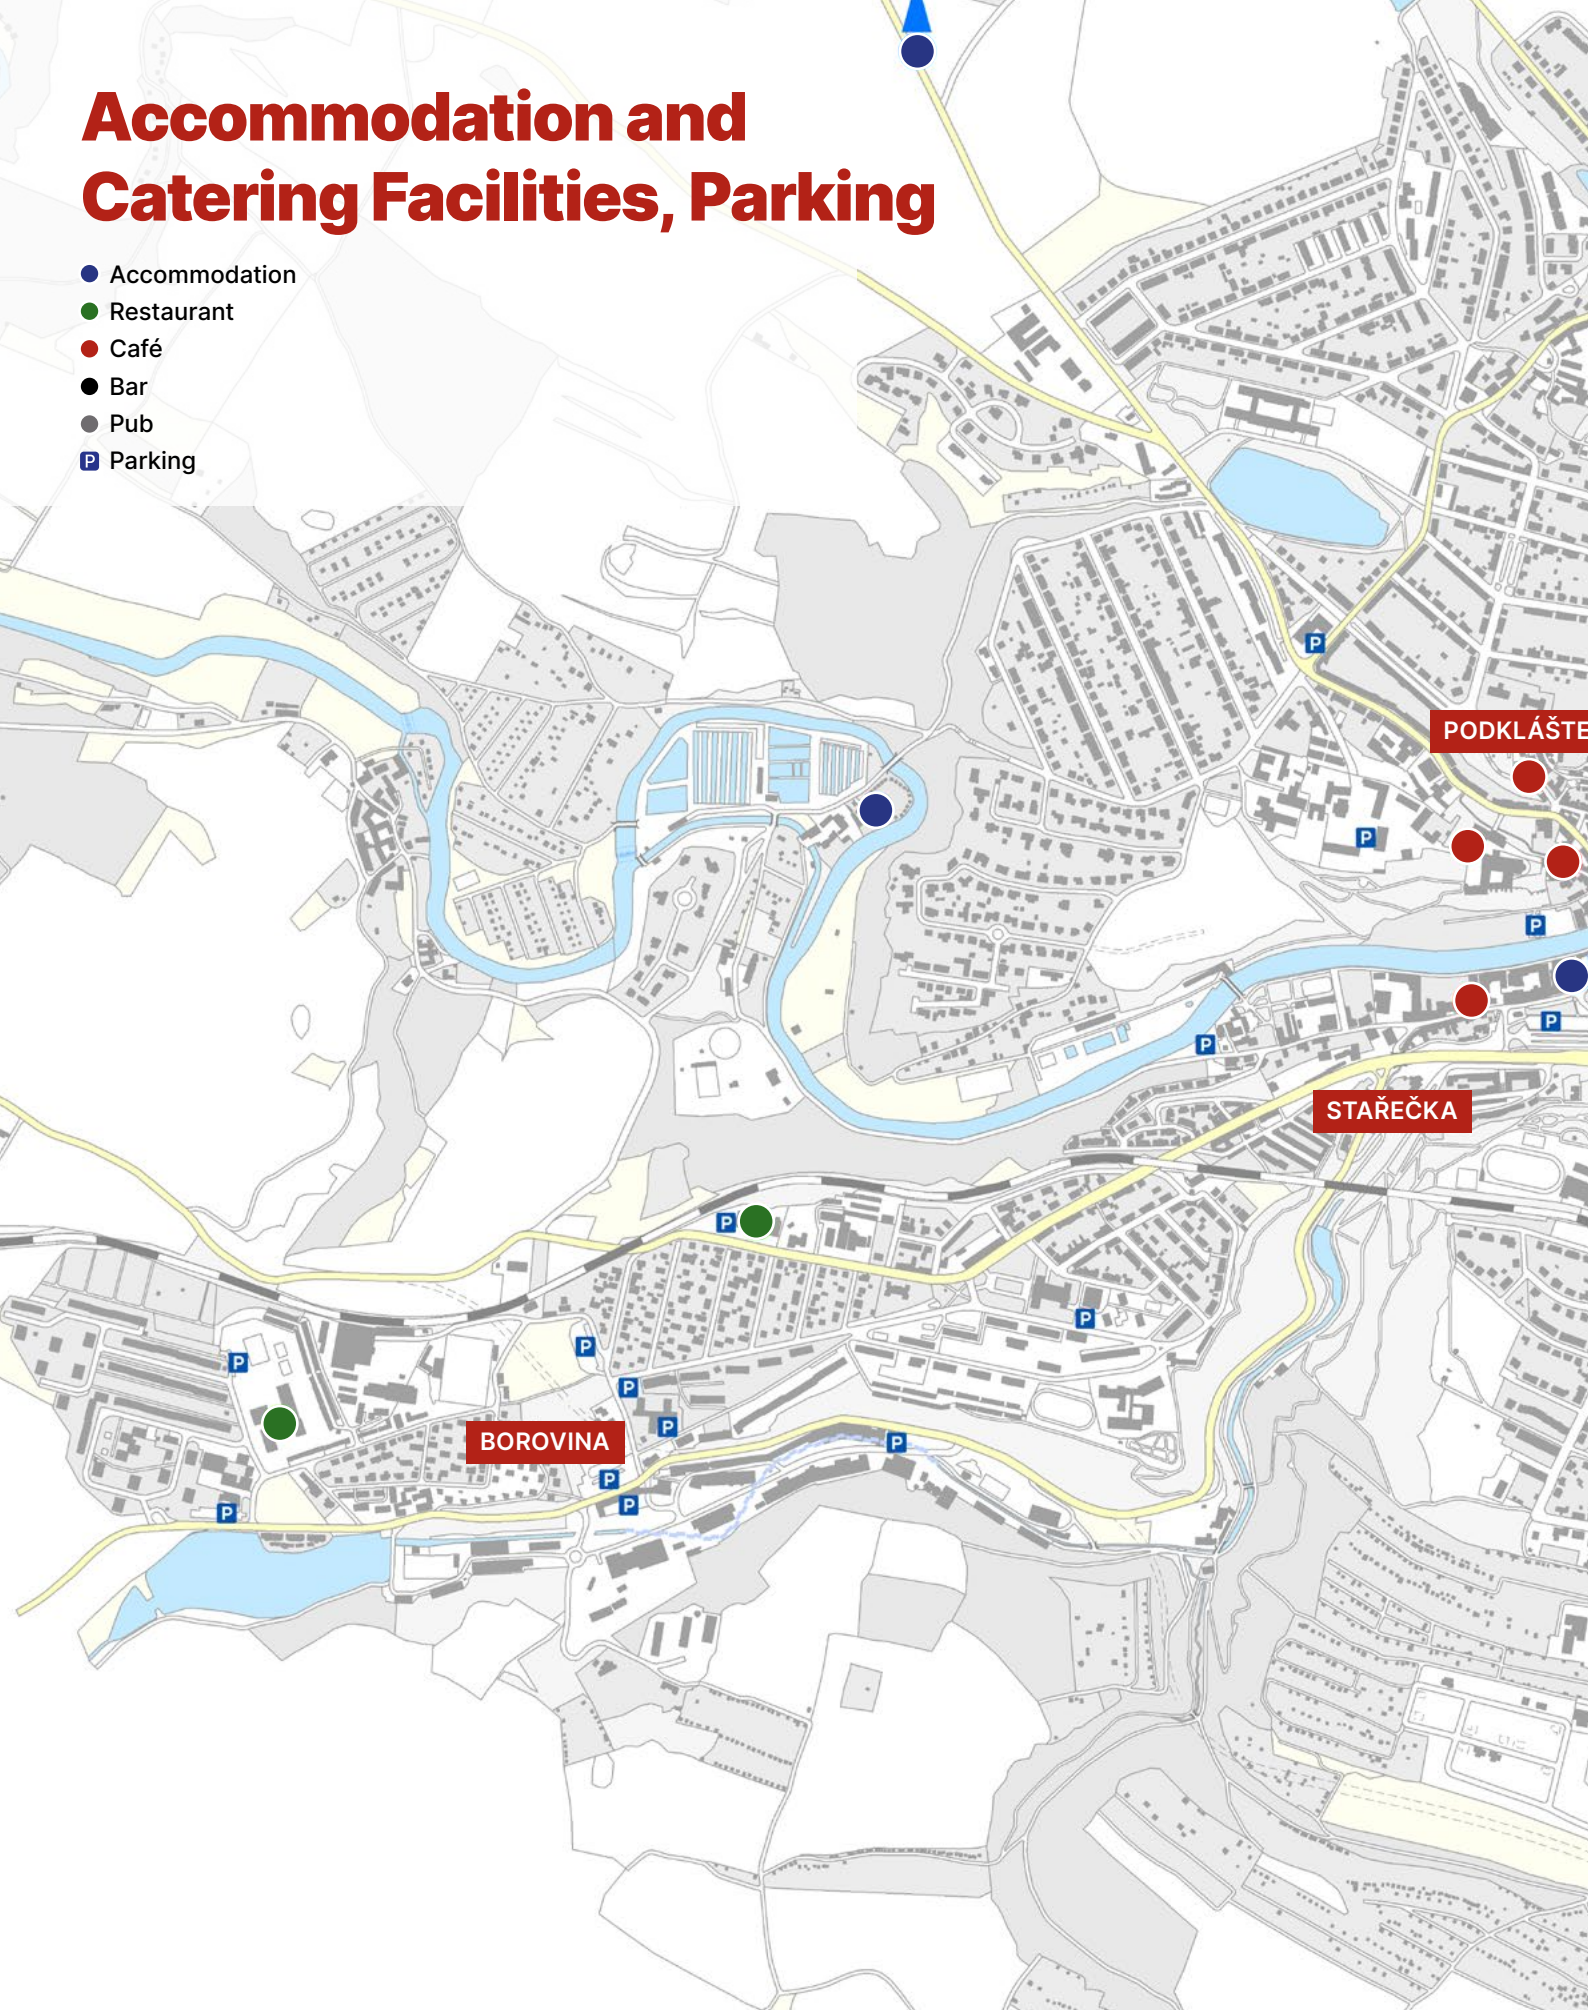 Accommodation and
Catering Facilities, Parking
Accommodation
Restaurant
Café
Bar
Pub
P Parking
P
PODKLÁŠTE
P
P
P
P
STAŘEČKA
P
P
P
P
P
BOROVINA
P
P
P
P
P